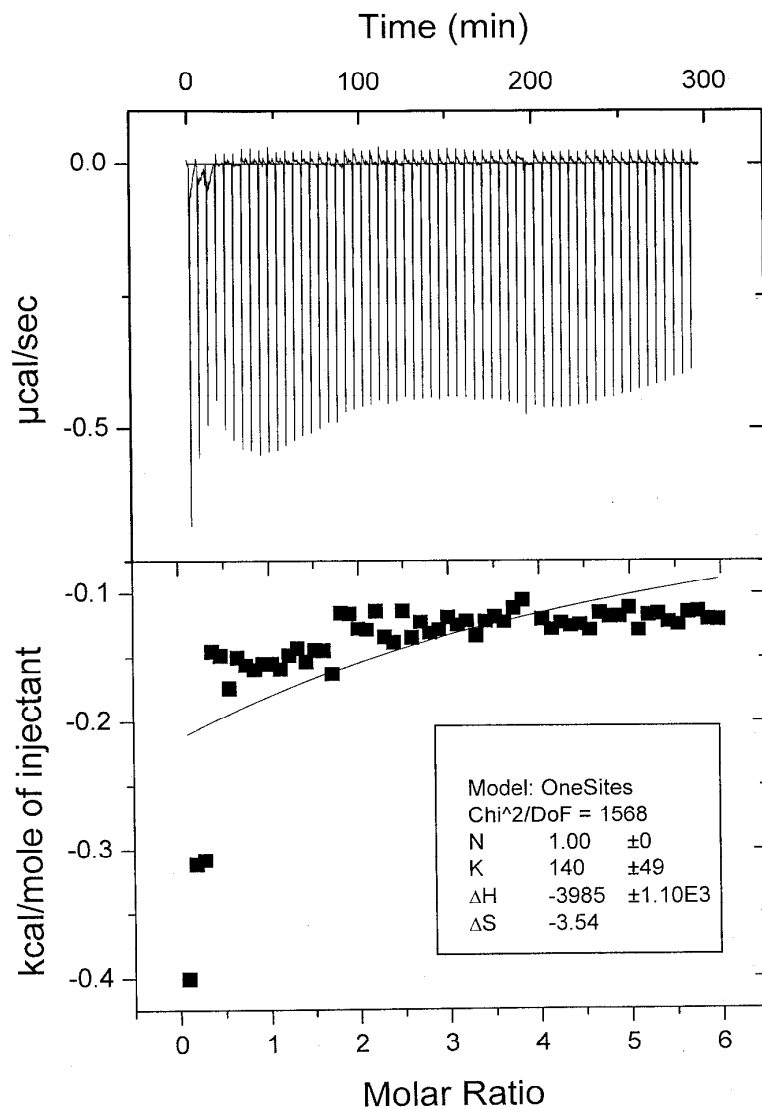 Time (min)
0 100 200 300
0.0
-0.5
µcal/sec
-0.1
-0.2
-0.3
-0.4
kcal/mole of injectant
Model: OneSites
Chi^2/DoF = 1568
N 1.00 ±0
K 140 ±49
ΔH -3985 ±1.10E3
ΔS -3.54
0 1 2 3 4 5 6
Molar Ratio